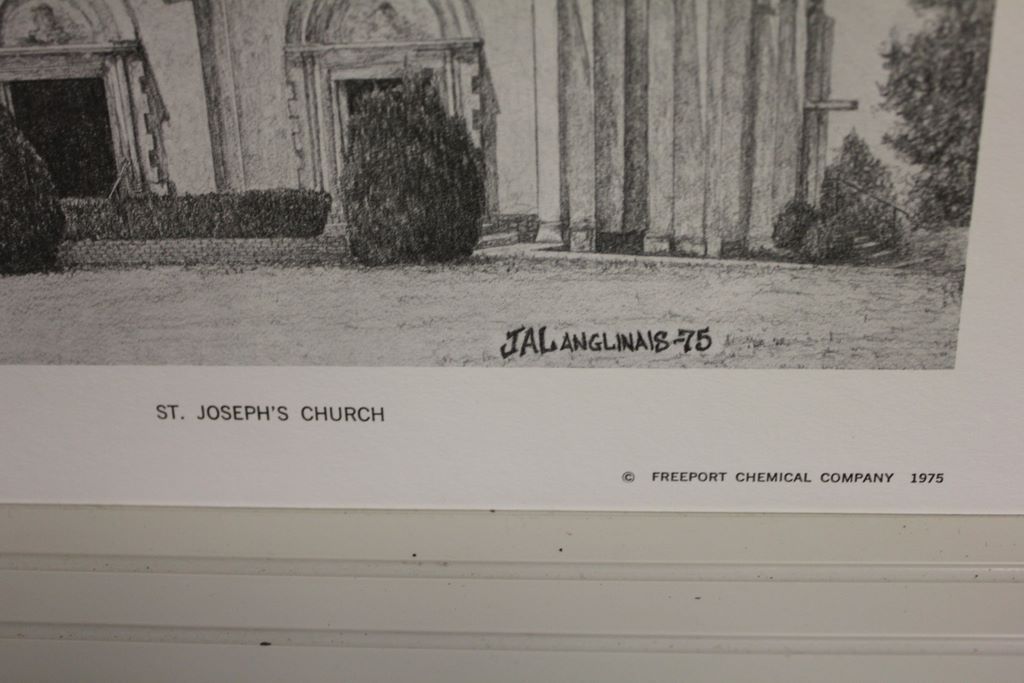 JALANGLINAIS-75
ST. JOSEPH'S CHURCH
© FREEPORT CHEMICAL COMPANY 1975